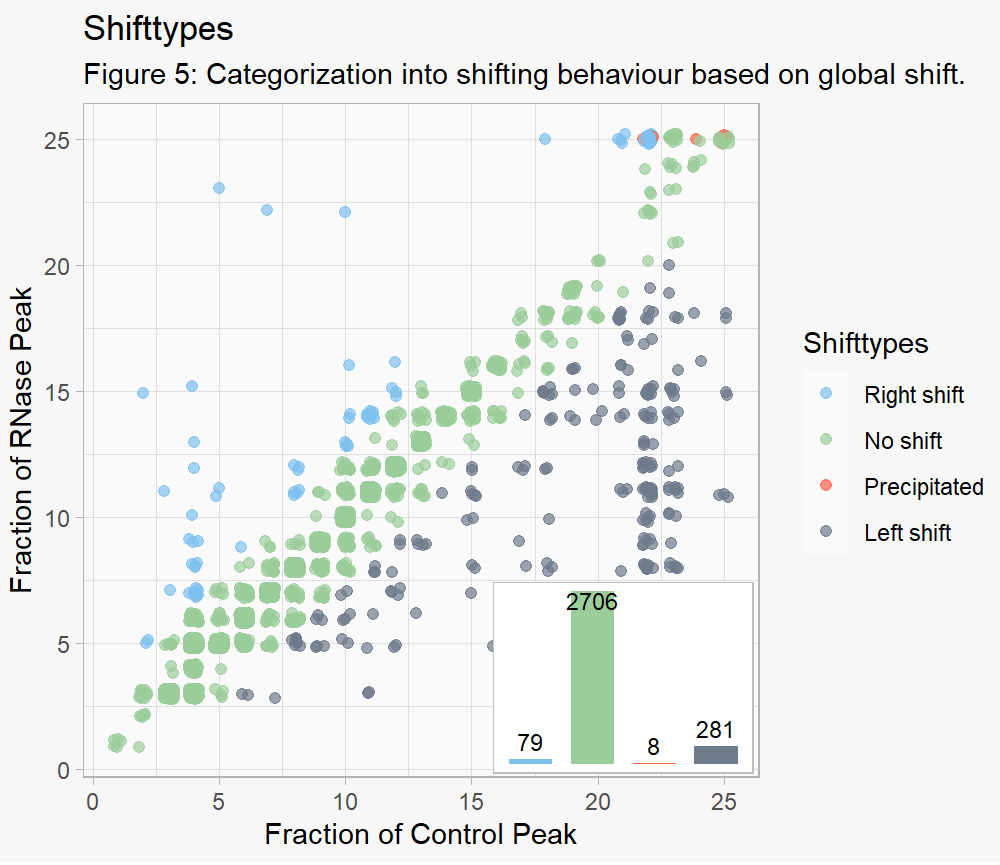 Shifttypes
Figure 5: Categorization into shifting behaviour based on global shift.
Fraction of RNase Peak
25
20
15
10
5
0
0 5 10 15 20 25
Fraction of Control Peak
2706
79
8
281
Shifttypes
Right shift
No shift
Precipitated
Left shift